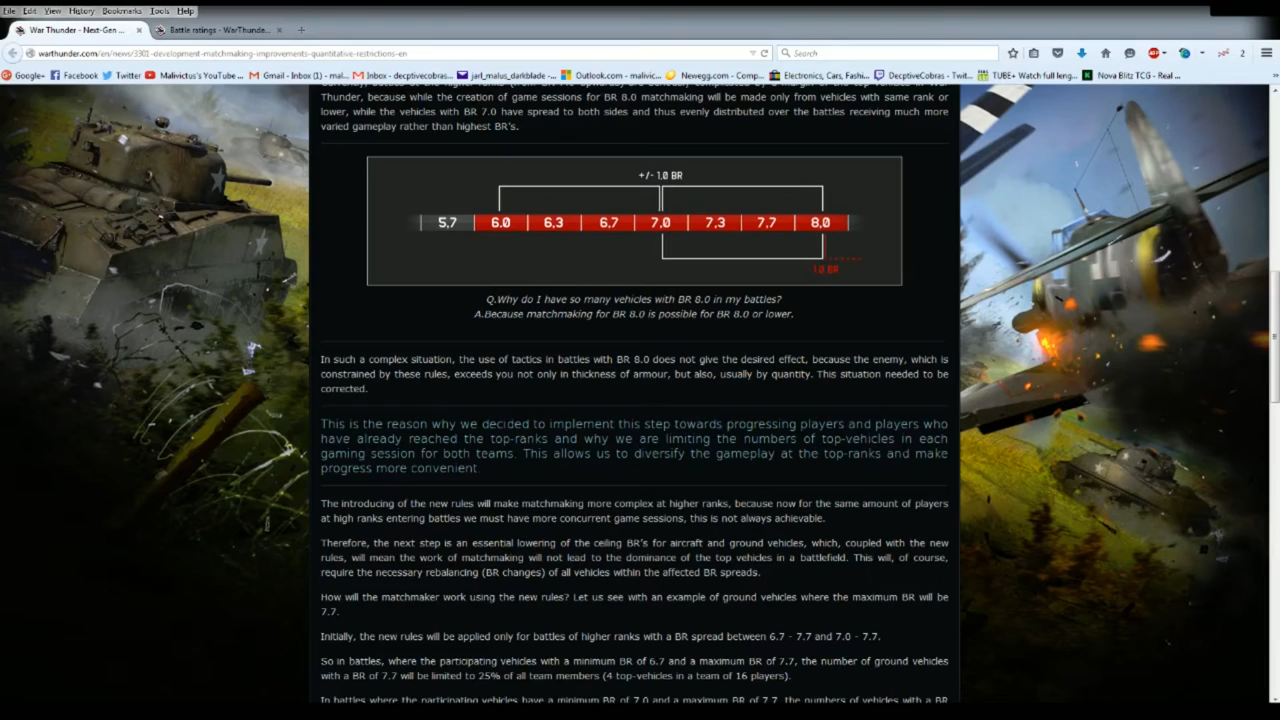 File Edit View History Bookmarks Tools Help
War Thunder - Next-Gen ... × Battle ratings - WarThunde... × +
warthunder.com/en/news/3301-development-matchmaking-improvements-quantitative-restrictions-en Search 2
Google+ Facebook Twitter Malivictus's YouTube ... Gmail - Inbox (1) - mal... Inbox - decptivecobras... jarl_malus_darkblade -... Outlook.com - malivic... Newegg.com - Comp... Electronics, Cars, Fashi... DecptiveCobras - Twit... TUBE+ Watch full leng... Nova Blitz TCG - Real ...
Thunder, because while the creation of game sessions for BR 8.0 matchmaking will be made only from vehicles with same rank or
lower, while the vehicles with BR 7.0 have spread to both sides and thus evenly distributed over the battles receiving much more
varied gameplay rather than highest BR's.
+/- 1.0 BR
5,7 6.0 6,3 6,7 7,0 7,3 7,7 8,0
1.0 BR
Q.Why do I have so many vehicles with BR 8.0 in my battles?
A.Because matchmaking for BR 8.0 is possible for BR 8.0 or lower.
In such a complex situation, the use of tactics in battles with BR 8.0 does not give the desired effect, because the enemy, which is
constrained by these rules, exceeds you not only in thickness of armour, but also, usually by quantity. This situation needed to be
corrected.
This is the reason why we decided to implement this step towards progressing players and players who
have already reached the top-ranks and why we are limiting the numbers of top-vehicles in each
gaming session for both teams. This allows us to diversify the gameplay at the top-ranks and make
progress more convenient.
The introducing of the new rules will make matchmaking more complex at higher ranks, because now for the same amount of players
at high ranks entering battles we must have more concurrent game sessions, this is not always achievable.
Therefore, the next step is an essential lowering of the ceiling BR's for aircraft and ground vehicles, which, coupled with the new
rules, will mean the work of matchmaking will not lead to the dominance of the top vehicles in a battlefield. This will, of course,
require the necessary rebalancing (BR changes) of all vehicles within the affected BR spreads.
How will the matchmaker work using the new rules? Let us see with an example of ground vehicles where the maximum BR will be
7.7.
Initially, the new rules will be applied only for battles of higher ranks with a BR spread between 6.7 - 7.7 and 7.0 - 7.7.
So in battles, where the participating vehicles with a minimum BR of 6.7 and a maximum BR of 7.7, the number of ground vehicles
with a BR of 7.7 will be limited to 25% of all team members (4 top-vehicles in a team of 16 players).
In battles where the participating vehicles have a minimum BR of 7.0 and a maximum BR of 7.7, the numbers of vehicles with a BR